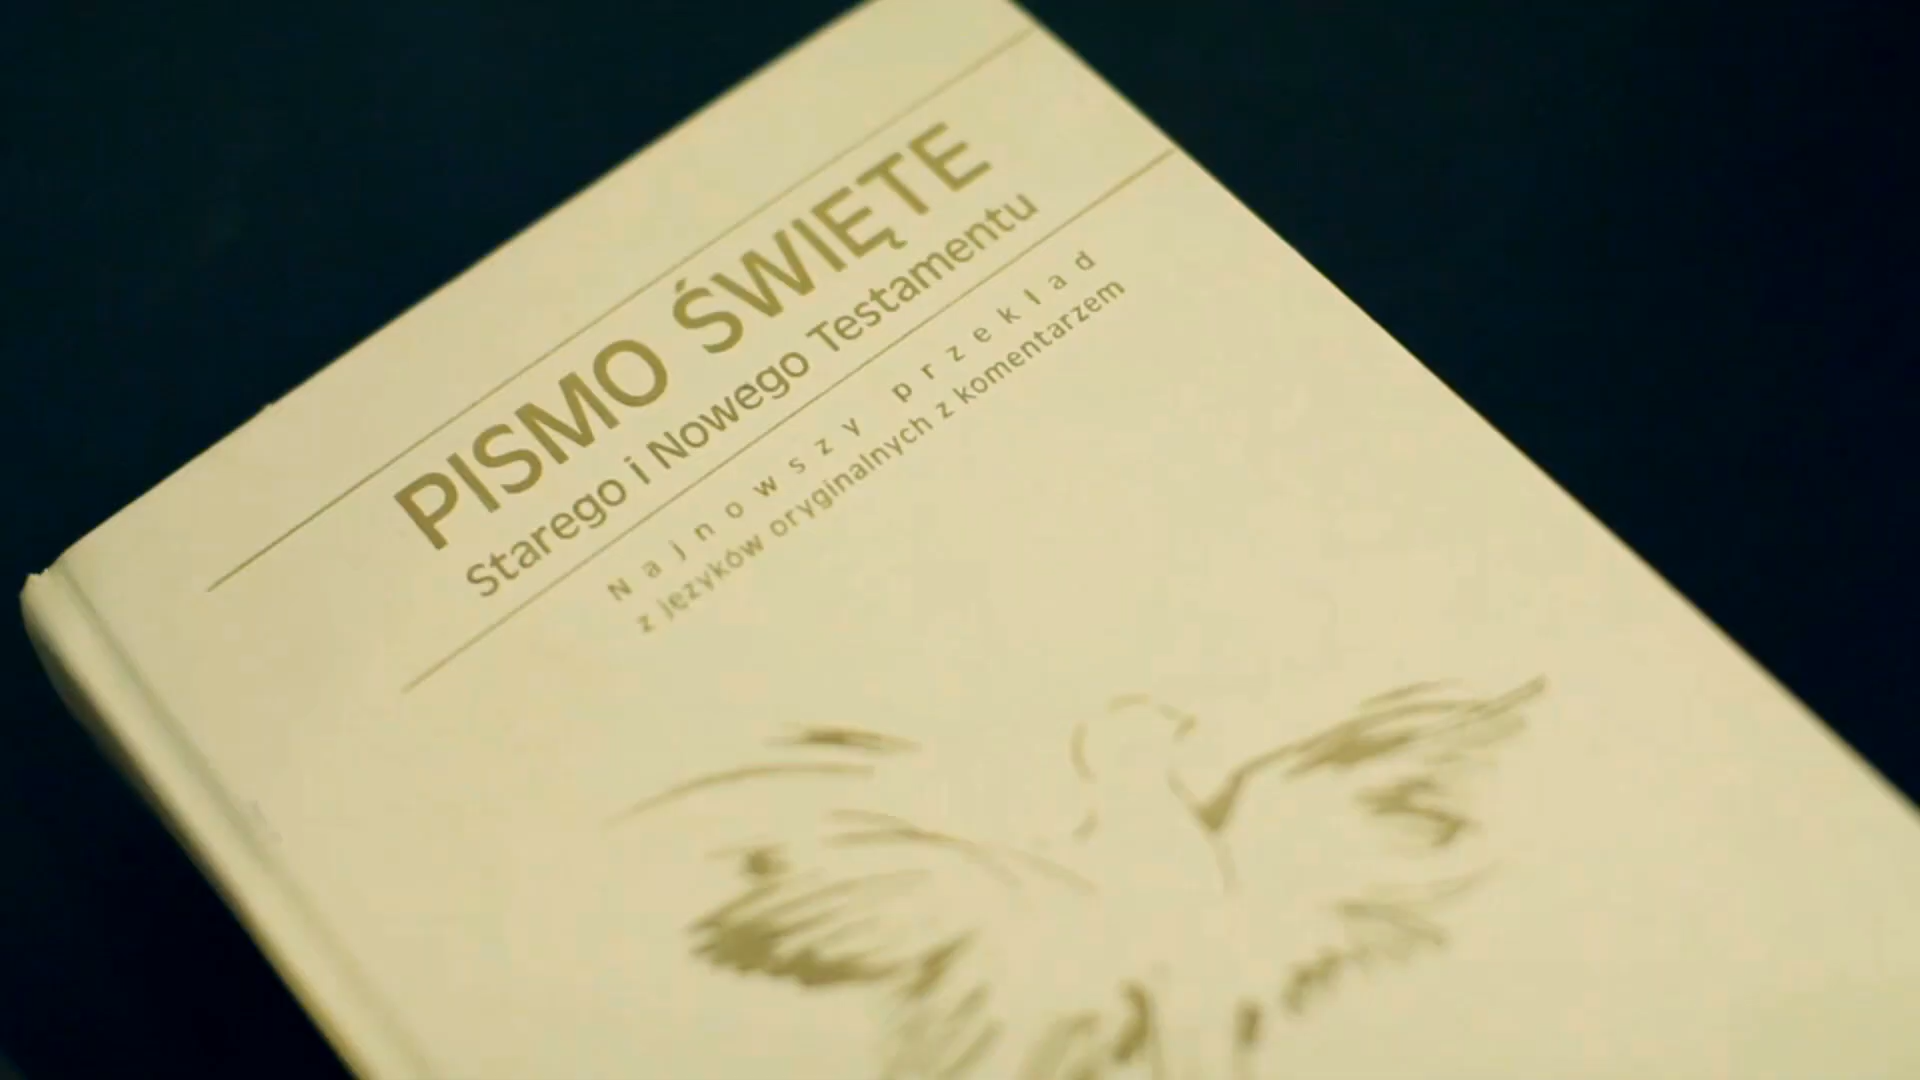 PISMO ŚWIĘTE
Starego i Nowego Testamentu
Najnowszy przekład
z języków oryginalnych z komentarzem